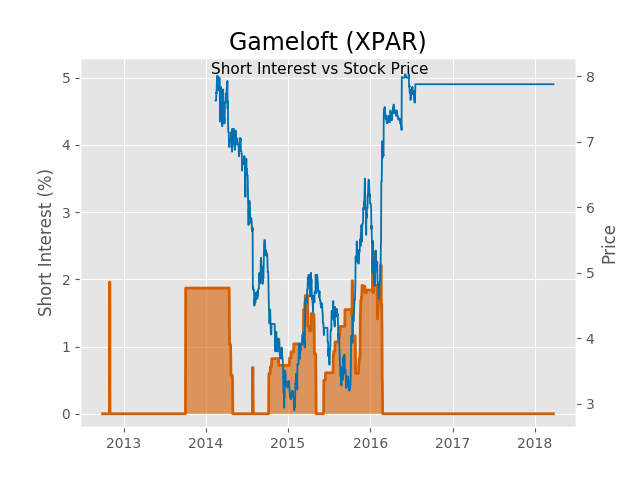 Gameloft (XPAR)
Short Interest vs Stock Price
Short Interest (%)
Price
5
4
3
2
1
0
8
7
6
5
4
3
2013 2014 2015 2016 2017 2018